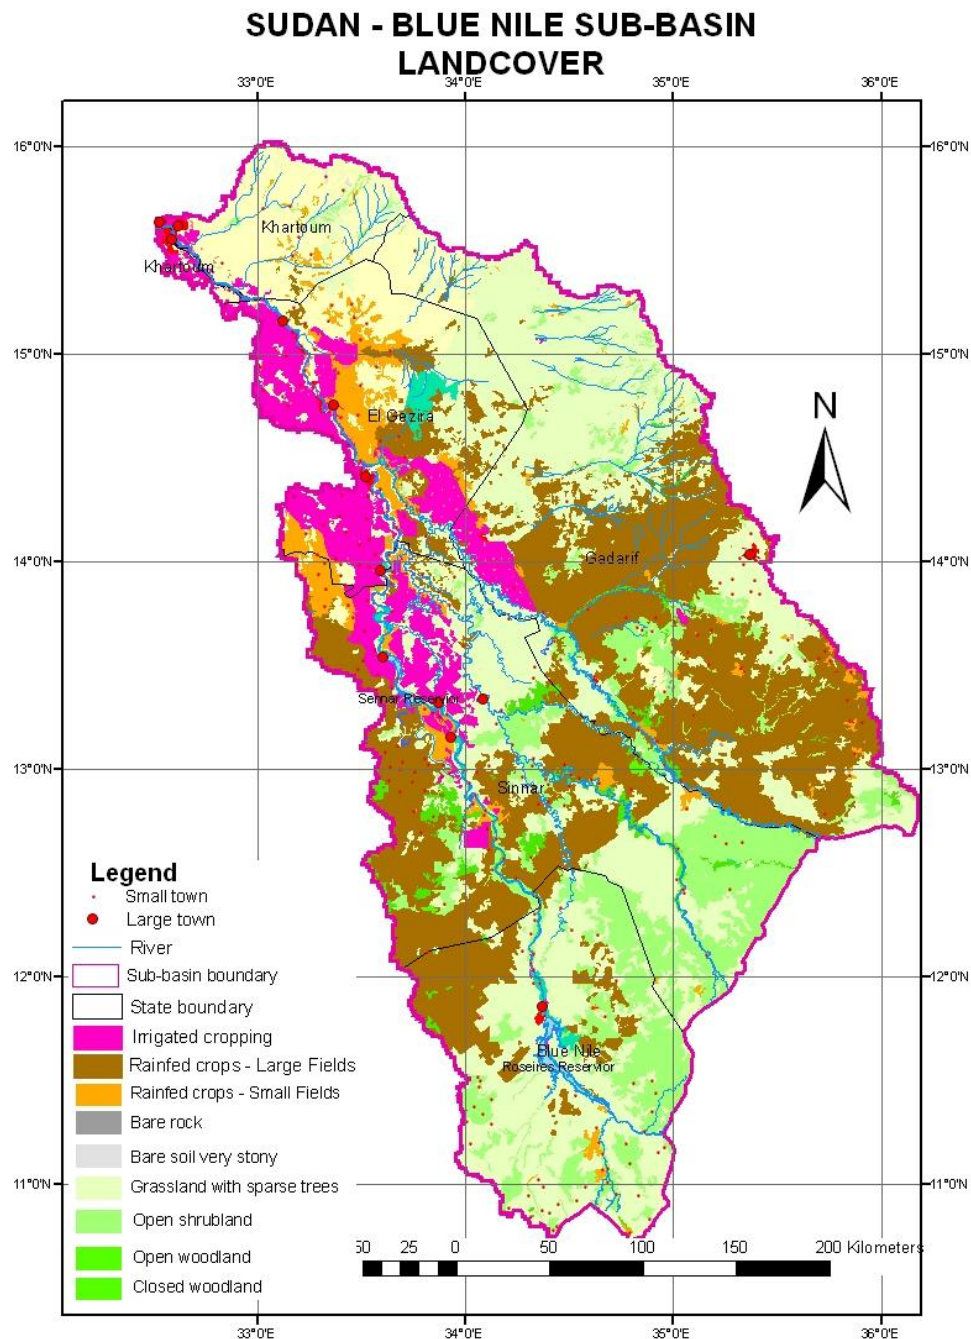 SUDAN - BLUE NILE SUB-BASIN
LANDCOVER
33°0'E 34°0'E 35°0'E 36°0'E
16°0'N 16°0'N
Khartoum
Khartoum
15°0'N 15°0'N
El Gezira
N
14°0'N Gadarif 14°0'N
Sennar Reservior
13°0'N 13°0'N
Sinnar
Legend
Small town
Large town
River
Sub-basin boundary
12°0'N 12°0'N
State boundary
Irrigated cropping
Blue Nile
Rainfed crops - Large Fields
Roseires Reservior
Rainfed crops - Small Fields
Bare rock
Bare soil very stony
11°0'N 11°0'N
Grassland with sparse trees
Open shrubland
50 25 0 50 100 150 200 Kilometers
Open woodland
Closed woodland
33°0'E 34°0'E 35°0'E 36°0'E